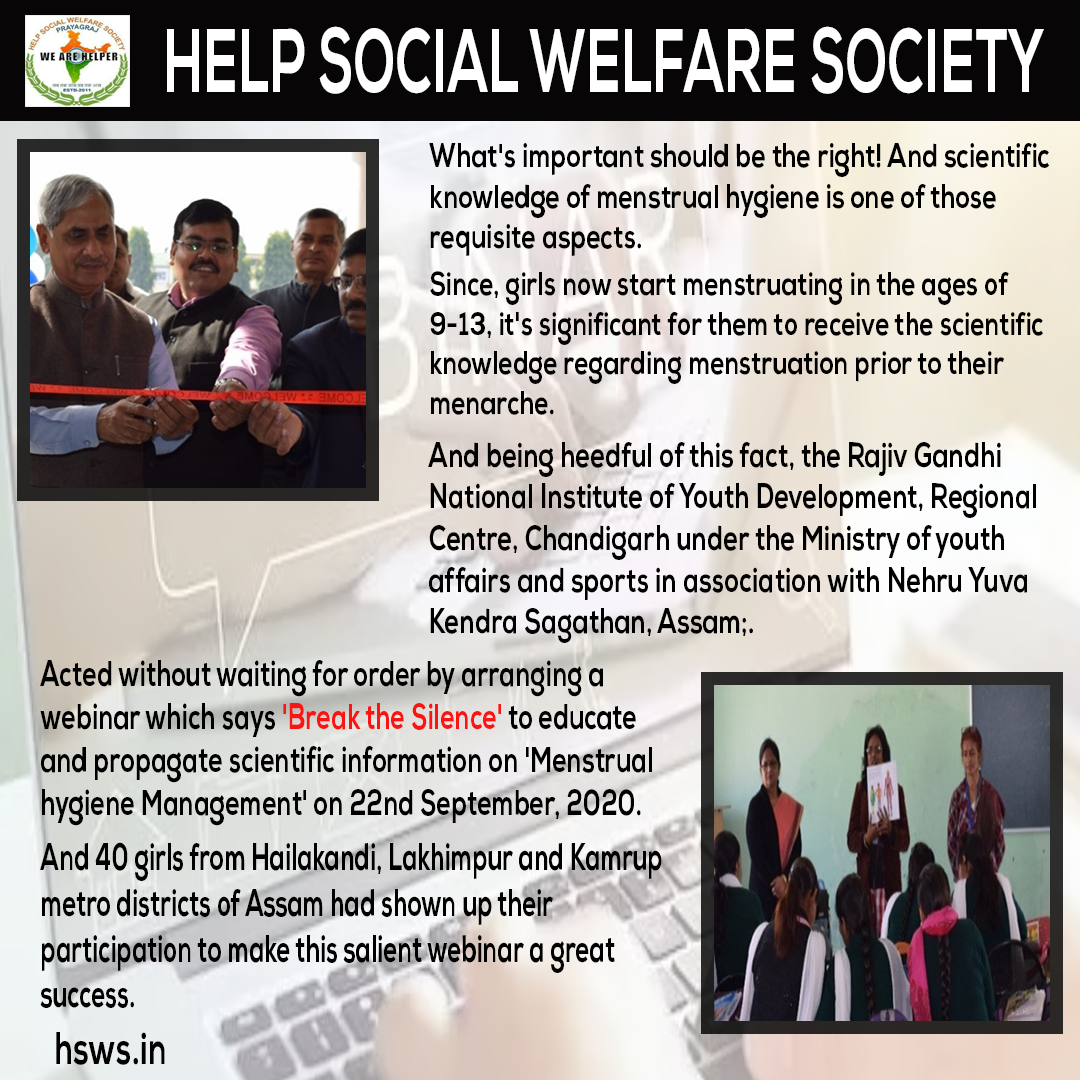 HELP SOCIAL WELFARE SOCIETY
PRAYAGRAJ
WE ARE HELPER
ESTD-2011
HELP SOCIAL WELFARE SOCIETY
What's important should be the right! And scientific
knowledge of menstrual hygiene is one of those
requisite aspects.
Since, girls now start menstruating in the ages of
9-13, it's significant for them to receive the scientific
knowledge regarding menstruation prior to their
menarche.
And being heedful of this fact, the Rajiv Gandhi
National Institute of Youth Development, Regional
Centre, Chandigarh under the Ministry of youth
affairs and sports in association with Nehru Yuva
Kendra Sagathan, Assam;.
WELCOME
Acted without waiting for order by arranging a
webinar which says 'Break the Silence' to educate
and propagate scientific information on 'Menstrual
hygiene Management' on 22nd September, 2020.
And 40 girls from Hailakandi, Lakhimpur and Kamrup
metro districts of Assam had shown up their
participation to make this salient webinar a great
success.
hsws.in